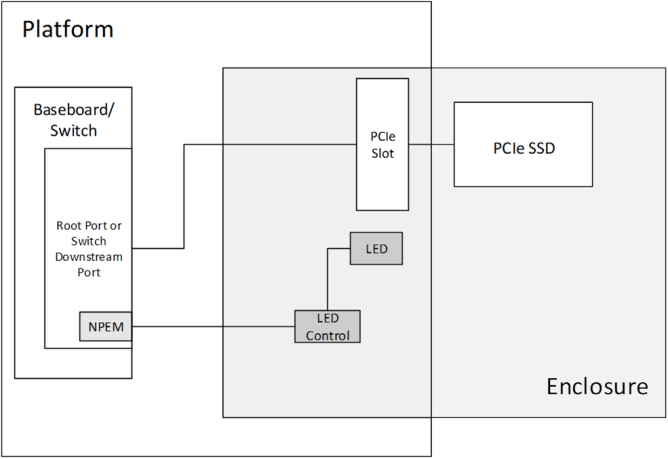 Platform
Baseboard/
Switch
PCIe
Slot
PCIe SSD
Root Port or
Switch
Downstream
Port
LED
NPEM
LED
Control
Enclosure